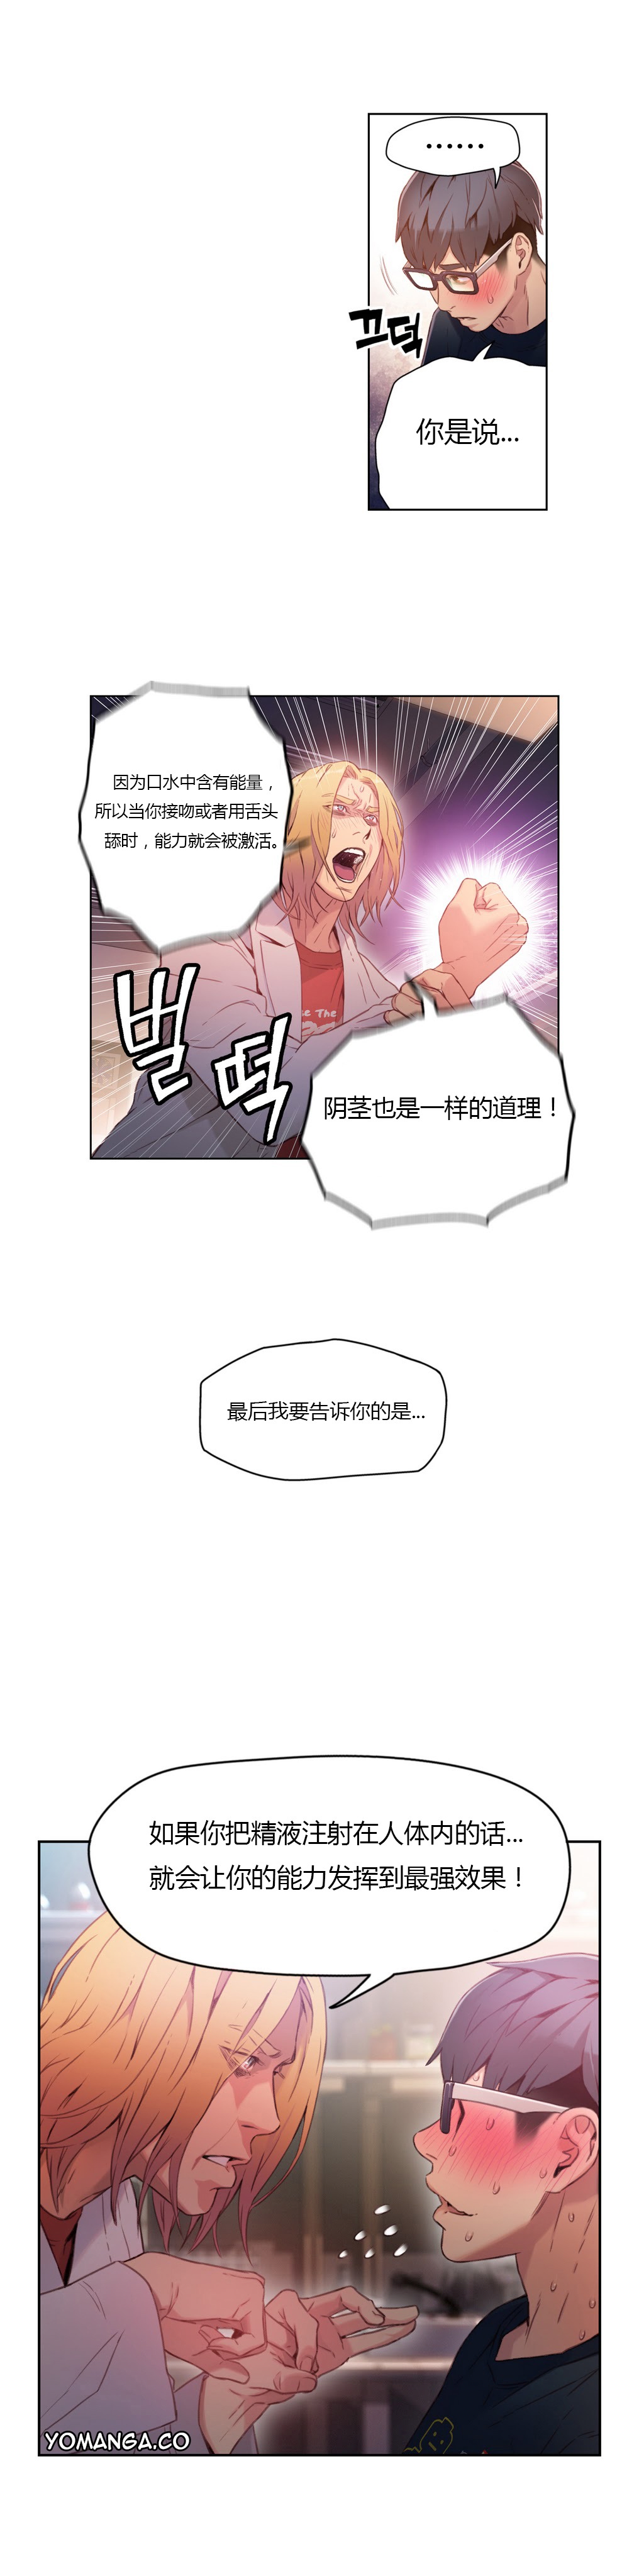 ......
끄덕
你是说...
因为口水中含有能量，
所以当你接吻或者用舌头
舔时，能力就会被激活。
벌
떡
se The
阴茎也是一样的道理！
最后我要告诉你的是...
如果你把精液注射在人体内的话...
就会让你的能力发挥到最强效果！
YOMANGA.CO